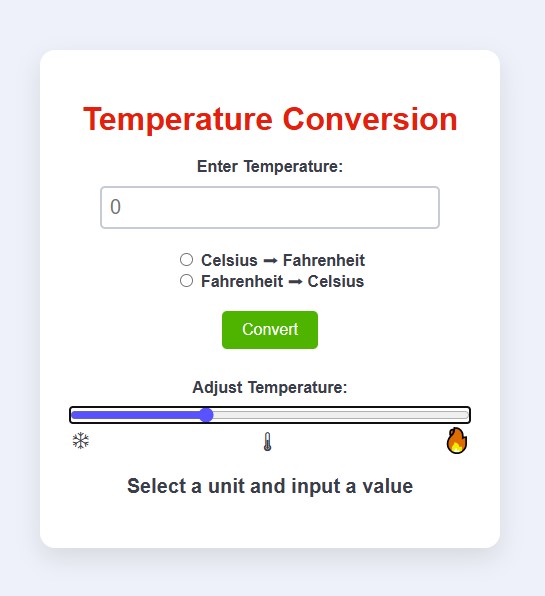 Temperature Conversion
Enter Temperature:
0
Celsius ➞ Fahrenheit
Fahrenheit ➞ Celsius
Convert
Adjust Temperature:
Select a unit and input a value